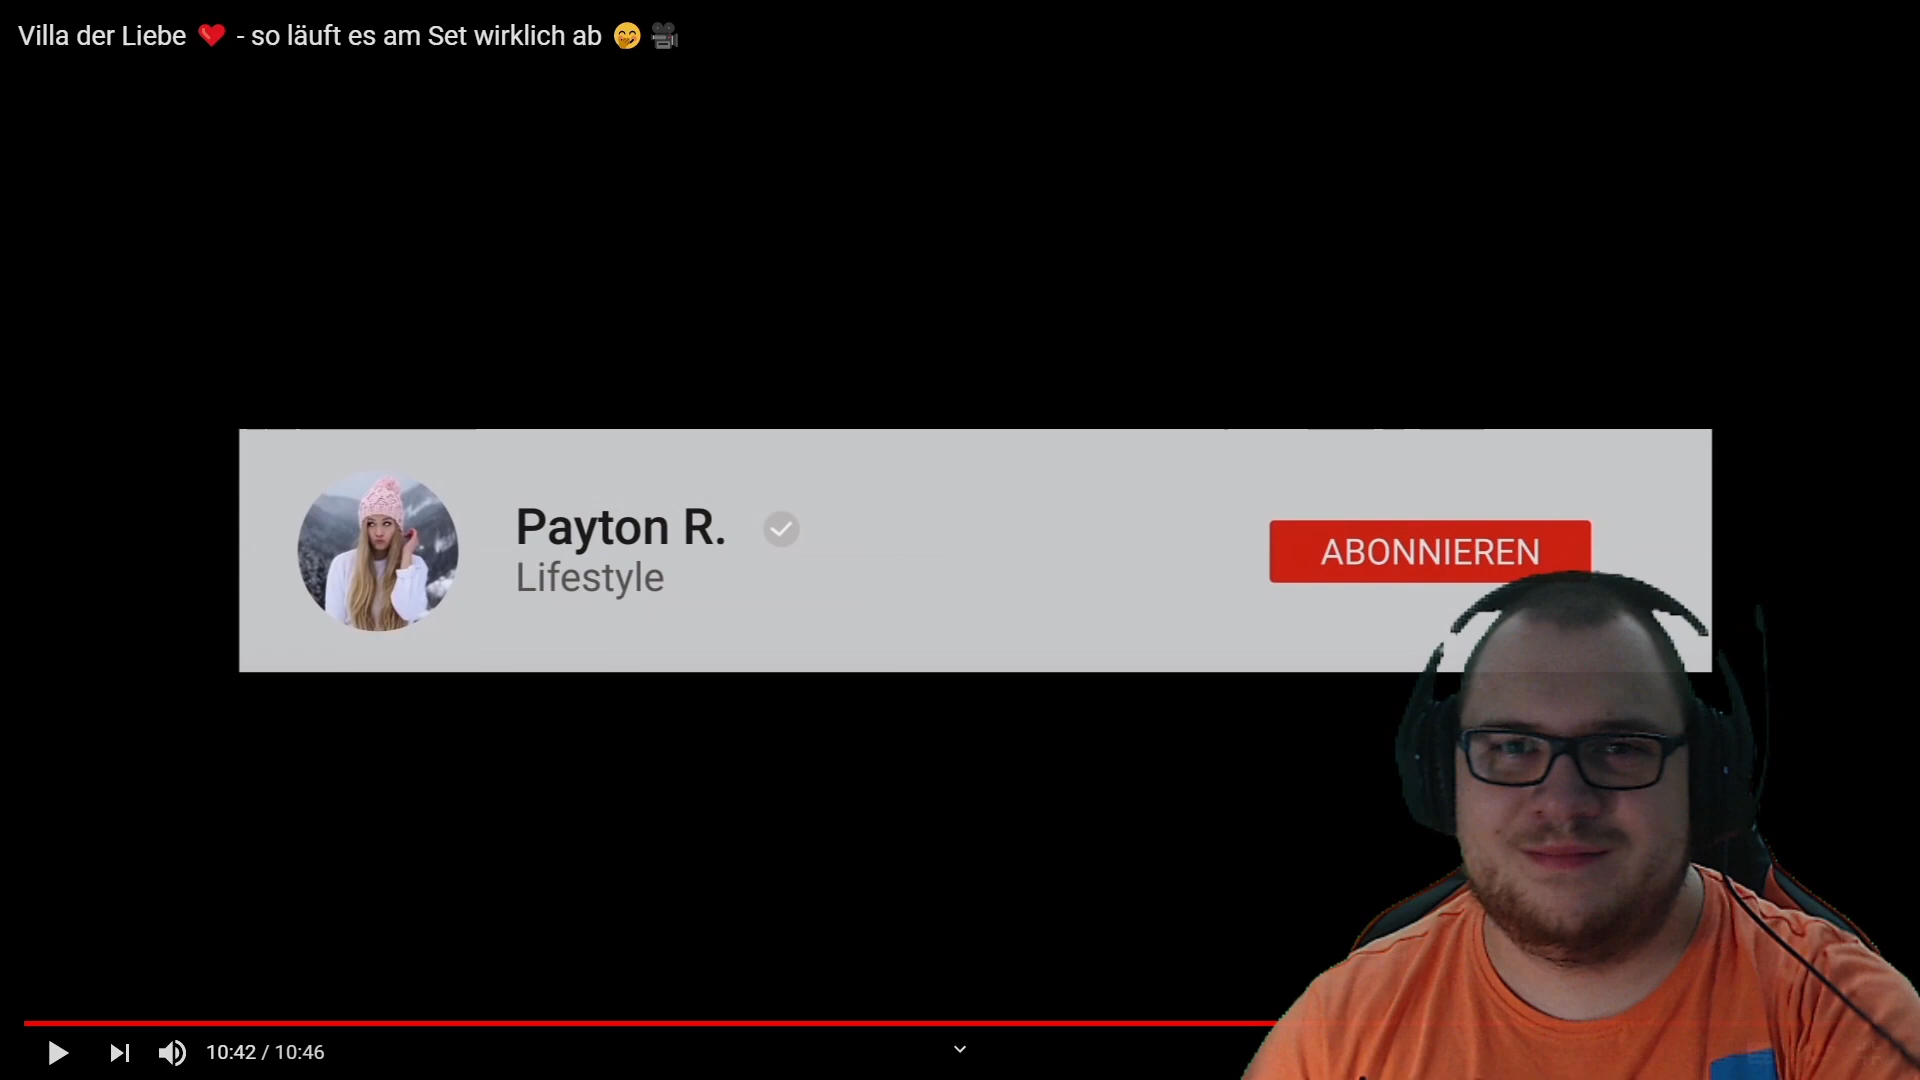 Villa der Liebe ❤ - so läuft es am Set wirklich ab 🤭 🎥
Payton R.
Lifestyle
ABONNIEREN
10:42 / 10:46